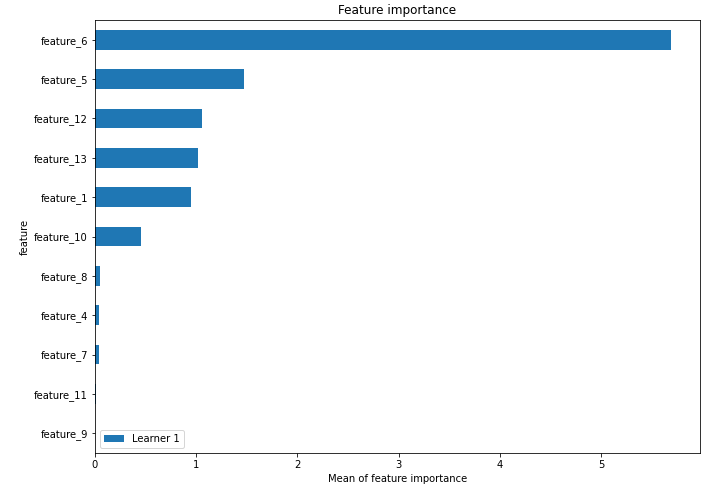 Feature importance
feature_6
feature_5
feature_12
feature_13
feature_1
feature_10
feature_8
feature_4
feature_7
feature_11
feature_9
feature
Learner 1
0 1 2 3 4 5
Mean of feature importance